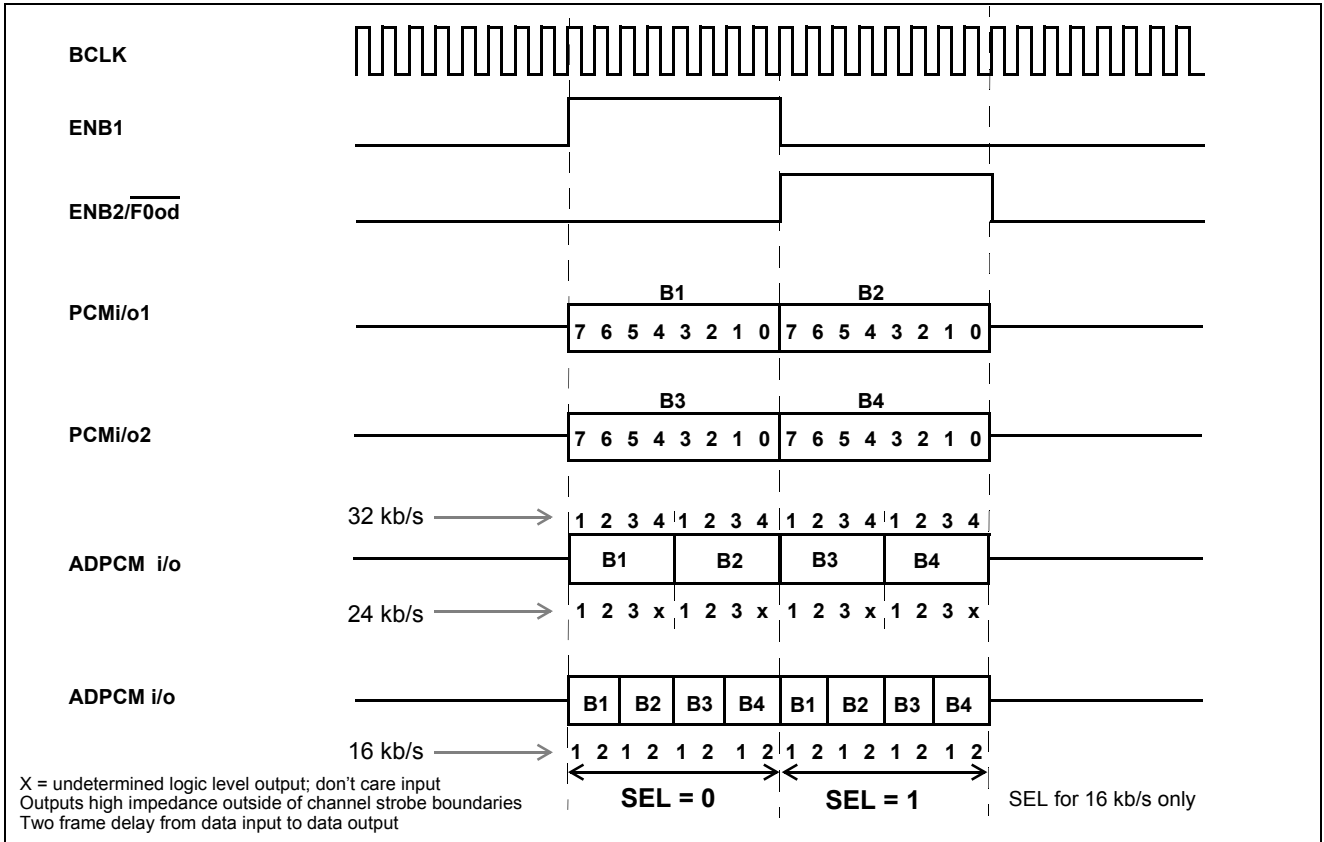 BCLK
ENB1
ENB2/F0od
B1 B2
PCMi/o1
7 6 5 4 3 2 1 0 7 6 5 4 3 2 1 0
B3 B4
PCMi/o2
7 6 5 4 3 2 1 0 7 6 5 4 3 2 1 0
32 kb/s 1 2 3 4 1 2 3 4 1 2 3 4 1 2 3 4
ADPCM i/o B1 B2 B3 B4
24 kb/s 1 2 3 x 1 2 3 x 1 2 3 x 1 2 3 x
ADPCM i/o B1 B2 B3 B4 B1 B2 B3 B4
16 kb/s 1 2 1 2 1 2 1 2 1 2 1 2 1 2 1 2
X = undetermined logic level output; don't care input
Outputs high impedance outside of channel strobe boundaries
Two frame delay from data input to data output
SEL = 0 SEL = 1 SEL for 16 kb/s only